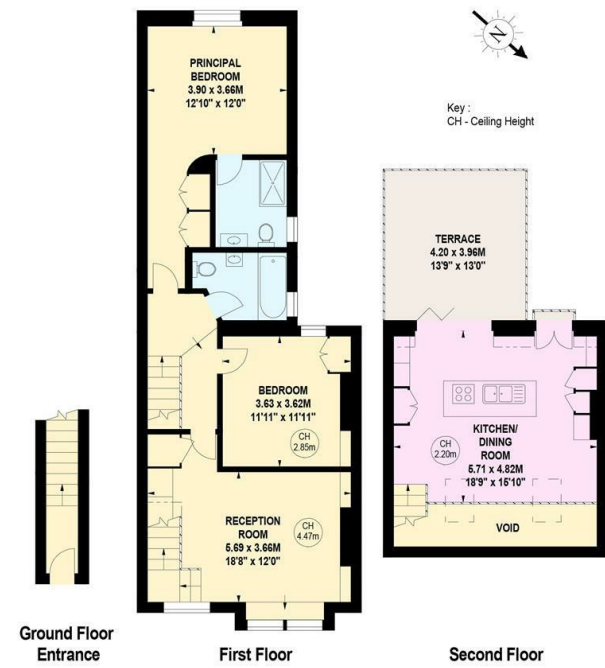 N
Key :
CH - Ceiling Height
PRINCIPAL
BEDROOM
3.90 x 3.66M
12'10" x 12'0"
TERRACE
4.20 x 3.96M
13'9" x 13'0"
BEDROOM
3.63 x 3.62M
11'11" x 11'11"
CH
2.85m
KITCHEN/
DINING
ROOM
5.71 x 4.82M
18'9" x 15'10"
CH
2.20m
RECEPTION
ROOM
5.69 x 3.66M
18'8" x 12'0"
CH
4.47m
VOID
Ground Floor
Entrance
First Floor
Second Floor